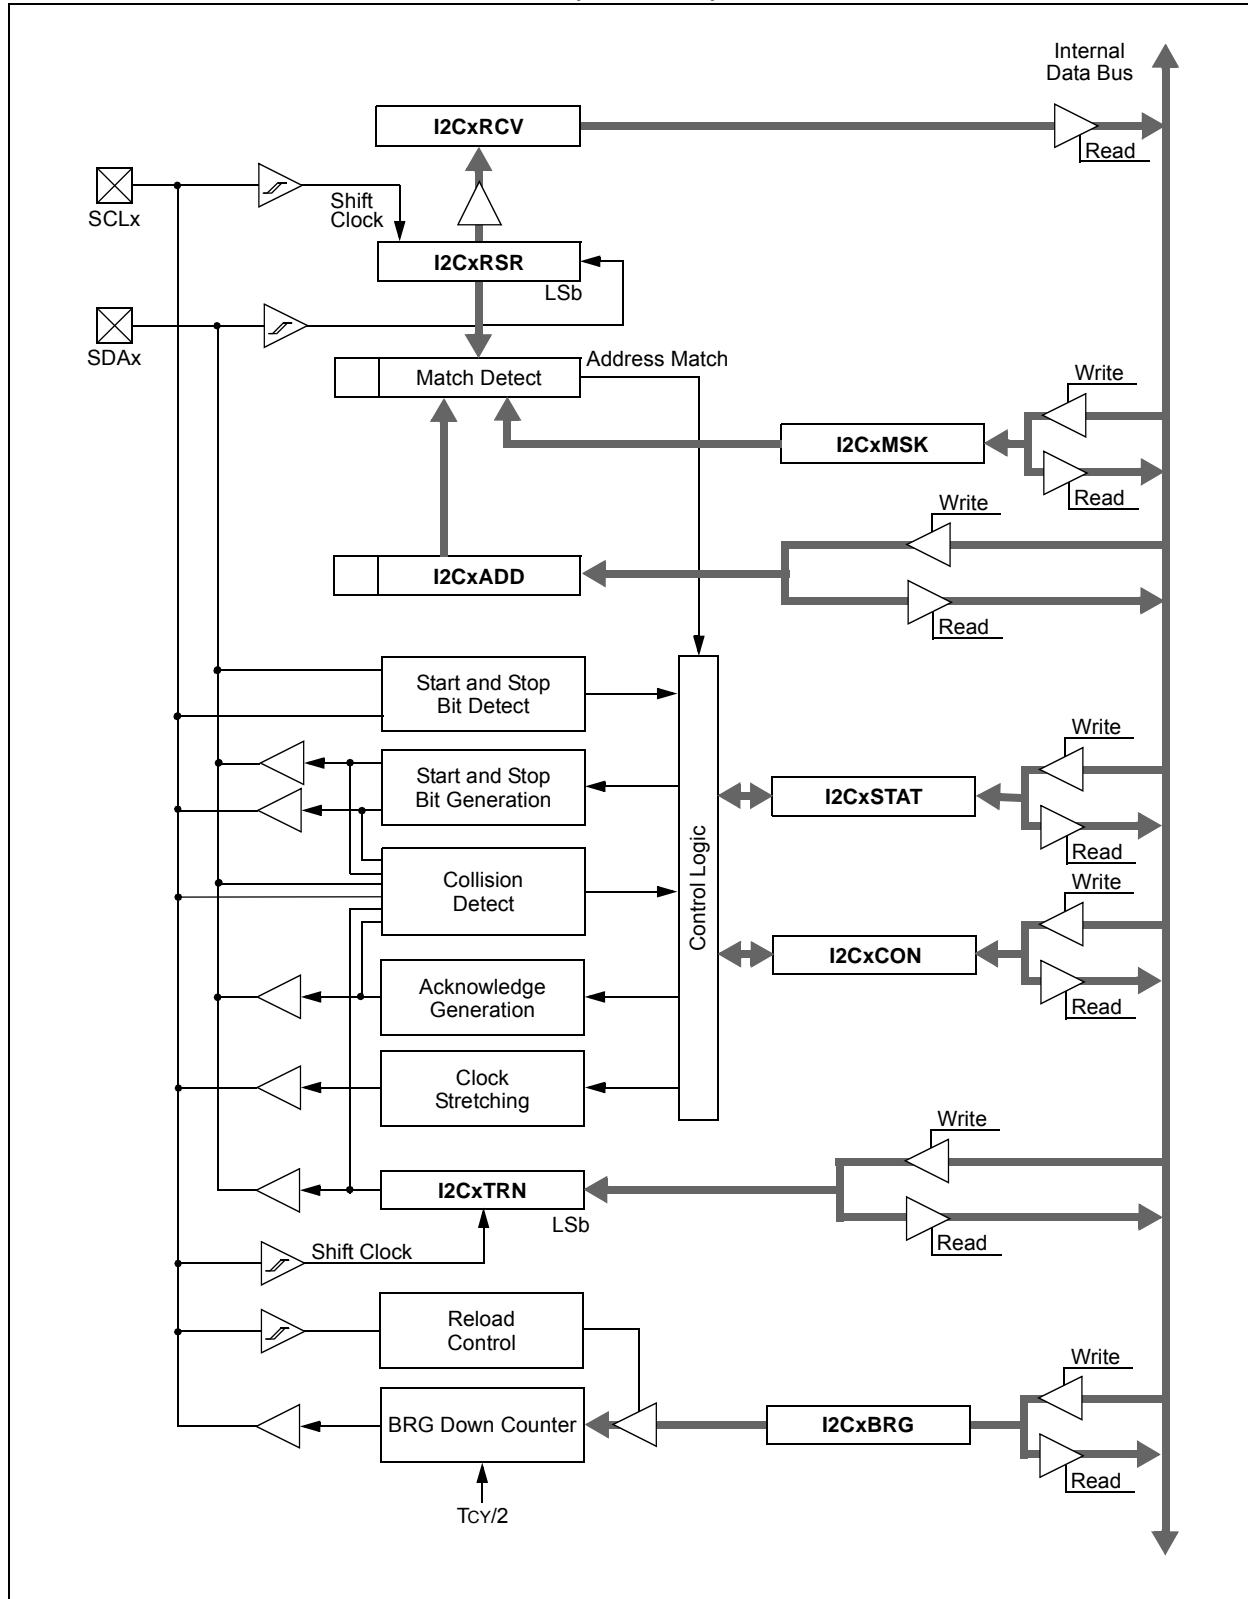 Internal
Data Bus
I2CxRCV
Read
SCLx
Shift
Clock
I2CxRSR
LSb
SDAx
Address Match
Match Detect
Write
I2CxMSK
Read
Write
I2CxADD
Read
Start and Stop
Bit Detect
Write
Start and Stop
Bit Generation
I2CxSTAT
Read
Control Logic
Collision
Detect
Write
I2CxCON
Read
Acknowledge
Generation
Clock
Stretching
Write
I2CxTRN
LSb
Read
Shift Clock
Reload
Control
Write
BRG Down Counter
I2CxBRG
Read
TCY/2